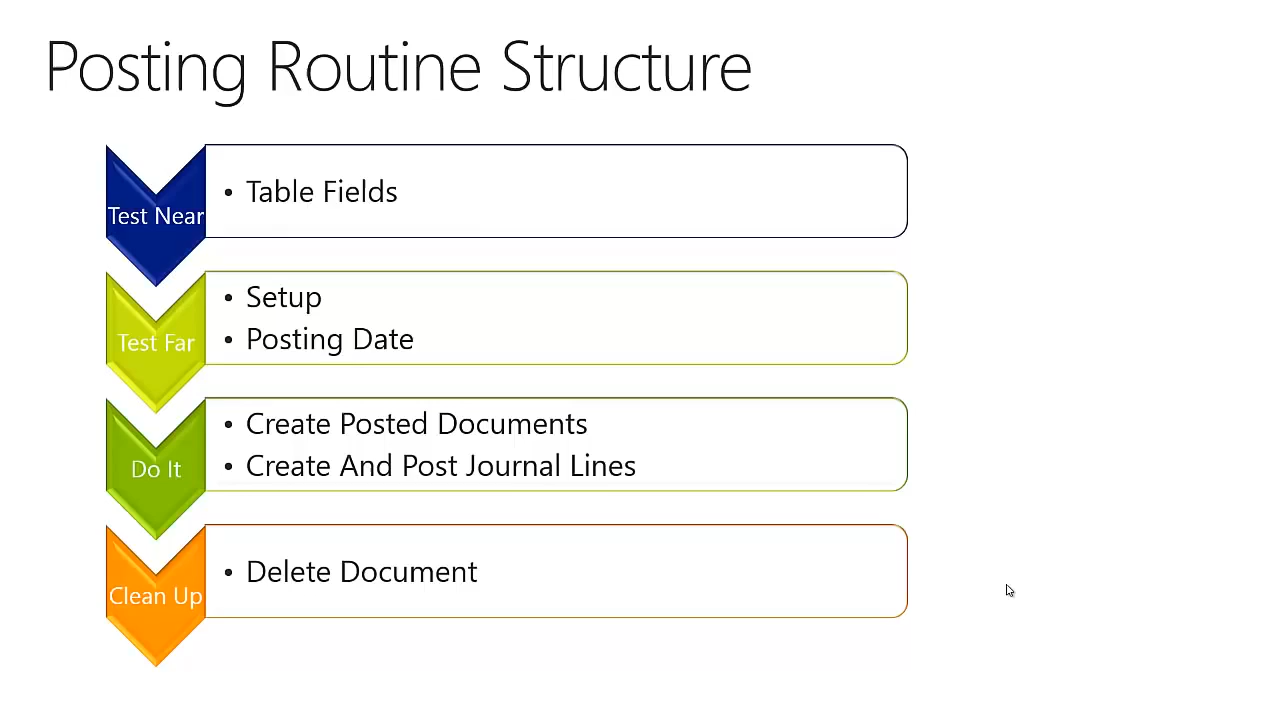 Posting Routine Structure
Test Near
• Table Fields
Test Far
• Setup
• Posting Date
Do It
• Create Posted Documents
• Create And Post Journal Lines
Clean Up
• Delete Document